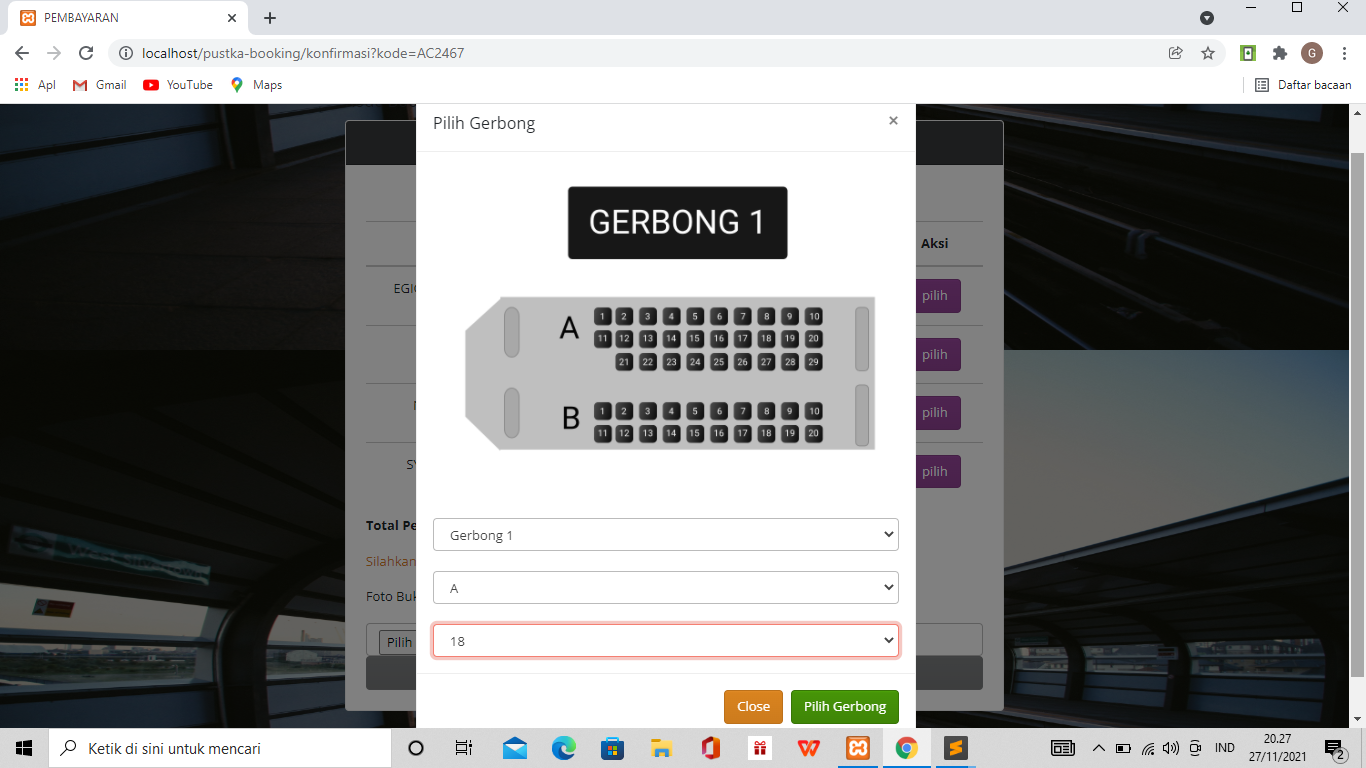 PEMBAYARAN
localhost/pustka-booking/konfirmasi?kode=AC2467
G
Apl Gmail YouTube Maps Daftar bacaan
Pilih Gerbong ×
GERBONG 1
Aksi
EGI
pilih
A 1 2 3 4 5 6 7 8 9 10
11 12 13 14 15 16 17 18 19 20
21 22 23 24 25 26 27 28 29
pilih
B 1 2 3 4 5 6 7 8 9 10
11 12 13 14 15 16 17 18 19 20
pilih
pilih
Total Pe
Gerbong 1
Silahkan
A
Foto Buk
18
Pilih
Close Pilih Gerbong
Ketik di sini untuk mencari
IND
20.27
27/11/2021
2